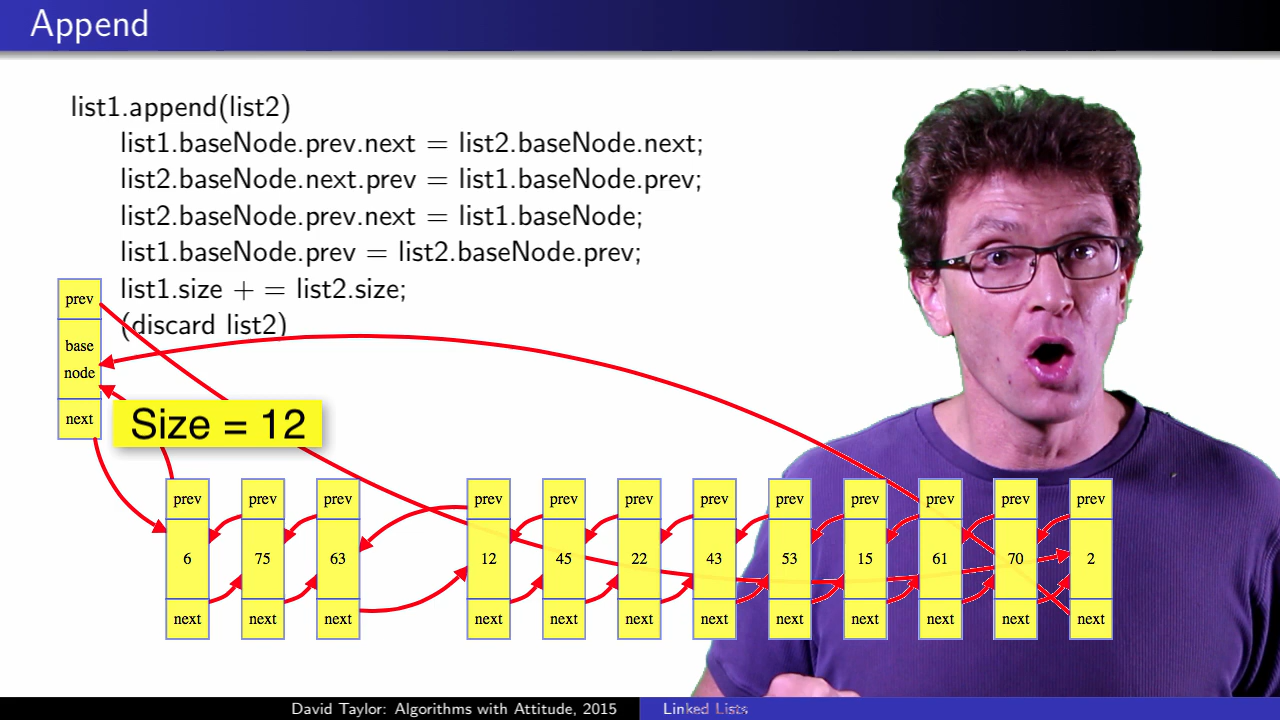 Append
list1.append(list2)
list1.baseNode.prev.next = list2.baseNode.next;
list2.baseNode.next.prev = list1.baseNode.prev;
list2.baseNode.prev.next = list1.baseNode;
list1.baseNode.prev = list2.baseNode.prev;
list1.size + = list2.size;
(discard list2)
prev
base
node
next
Size = 12
prev prev prev prev prev prev prev prev prev prev prev prev
6 75 63 12 45 22 43 53 15 61 70 2
next next next next next next next next next next next next
David Taylor: Algorithms with Attitude, 2015 Linked Lists